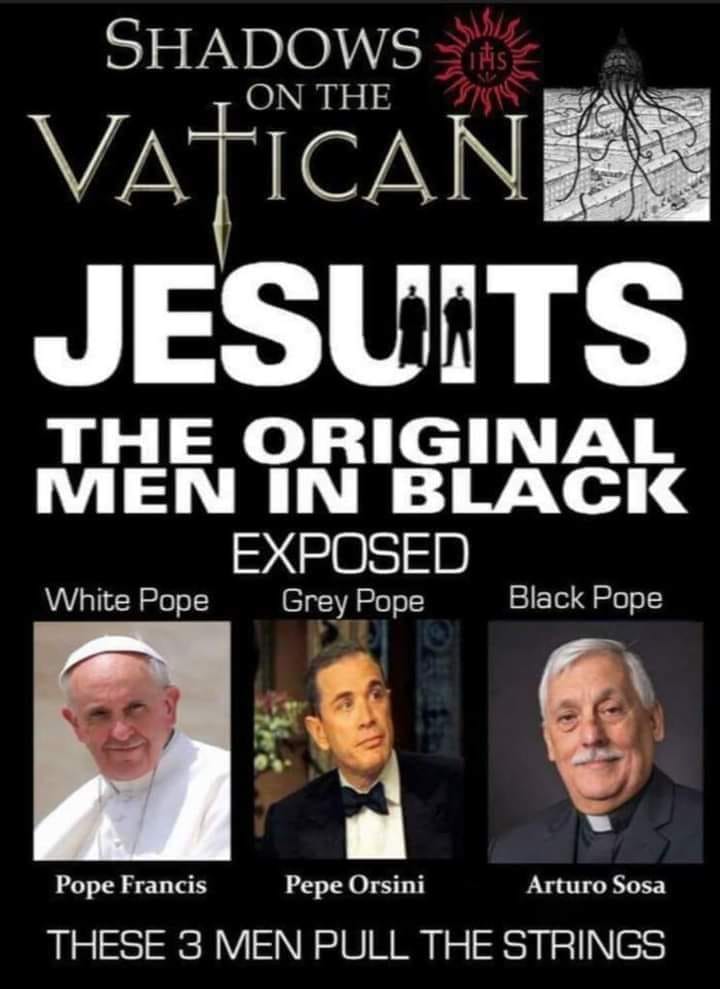 SHADOWS
IHS
ON THE
VATICAN
JESUITS
THE ORIGINAL
MEN IN BLACK
EXPOSED
White Pope
Grey Pope
Black Pope
Pope Francis
Pepe Orsini
Arturo Sosa
THESE 3 MEN PULL THE STRINGS